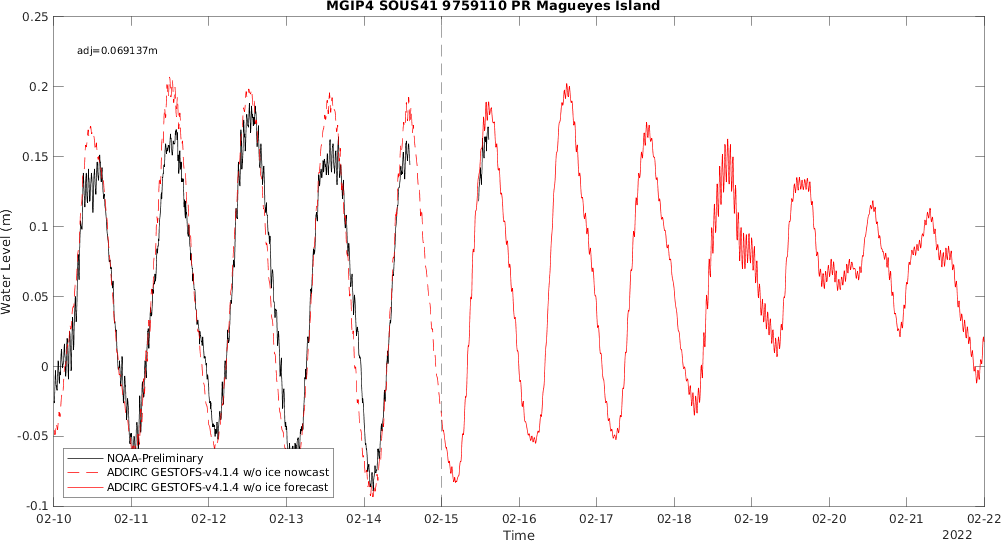 MGIP4 SOUS41 9759110 PR Magueyes Island
adj=0.069137m
0.25
0.2
0.15
0.1
0.05
0
-0.05
-0.1
Water Level (m)
NOAA-Preliminary
ADCIRC GESTOFS-v4.1.4 w/o ice nowcast
ADCIRC GESTOFS-v4.1.4 w/o ice forecast
02-10 02-11 02-12 02-13 02-14 02-15 02-16 02-17 02-18 02-19 02-20 02-21 02-22
Time
2022